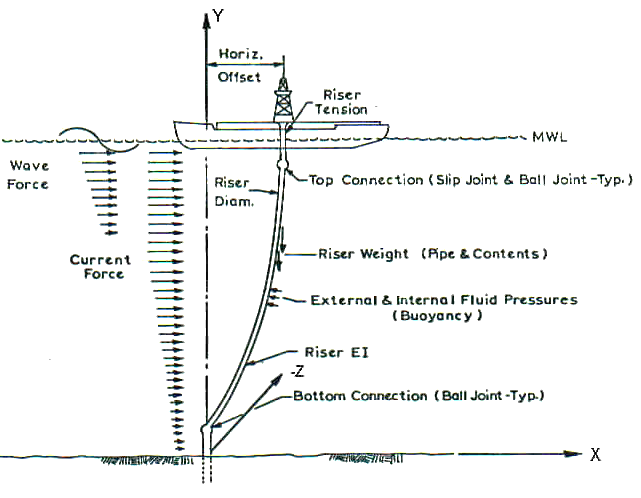 Y
Horiz.
Offset
Riser
Tension
MWL
Wave
Force
Riser
Diam.
Top Connection (Slip Joint & Ball Joint-Typ.)
Current
Force
Riser Weight (Pipe & Contents)
External & Internal Fluid Pressures
(Buoyancy)
Riser EI
-Z
Bottom Connection (Ball Joint-Typ.)
X